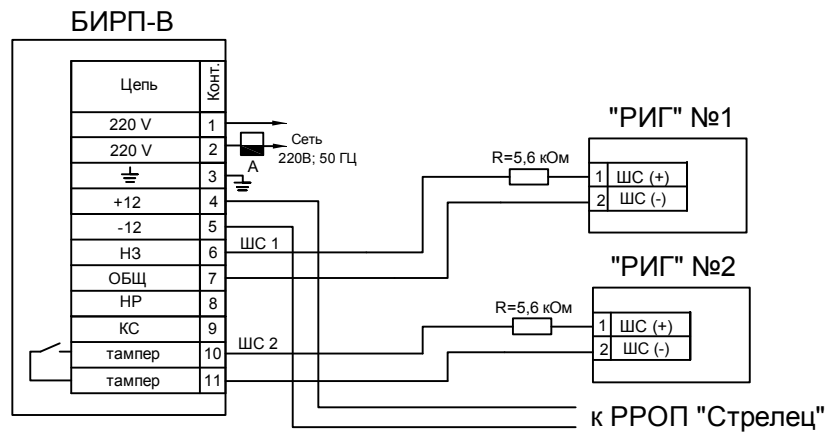 БИРП-В
Цепь Конт.
220 V 1
220 V 2
3
+12 4
-12 5
НЗ 6
ОБЩ 7
НР 8
КС 9
тампер 10
тампер 11
Сеть
220В; 50 ГЦ
А
ШС 1
ШС 2
R=5,6 кОм
"РИГ" №1
1 ШС (+)
2 ШС (-)
R=5,6 кОм
"РИГ" №2
1 ШС (+)
2 ШС (-)
к РРОП "Стрелец"